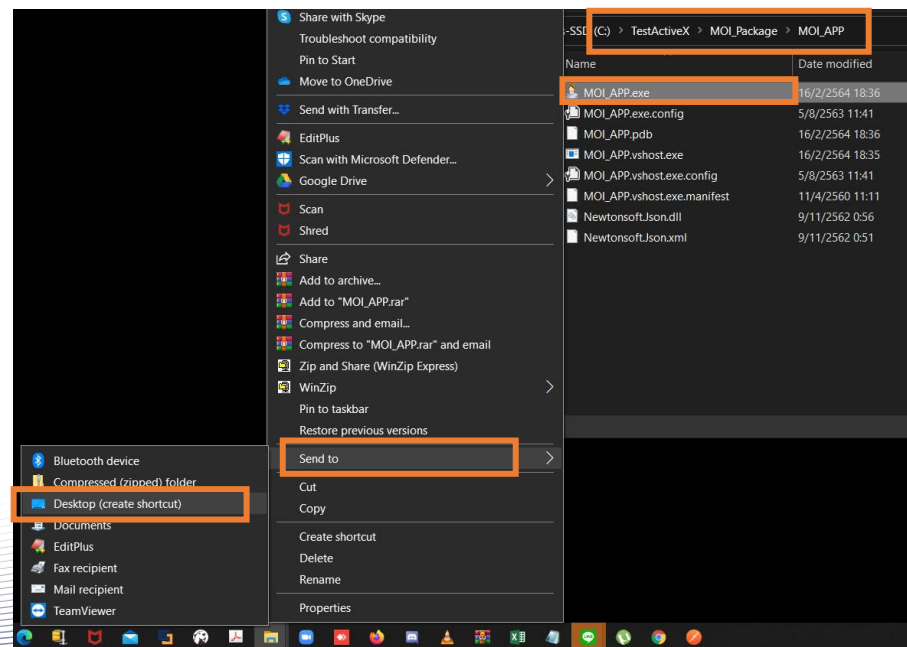 Share with Skype
Troubleshoot compatibility
Pin to Start
Move to OneDrive
Send with Transfer...
EditPlus
Scan with Microsoft Defender...
Google Drive
Scan
Shred
Share
Add to archive...
Add to "MOI_APP.rar"
Compress and email...
Compress to "MOI_APP.rar" and email
Zip and Share (WinZip Express)
WinZip
Pin to taskbar
Restore previous versions
Send to
Cut
Copy
Create shortcut
Delete
Rename
Properties
Bluetooth device
Compressed (zipped) folder
Desktop (create shortcut)
Documents
EditPlus
Fax recipient
Mail recipient
TeamViewer
-SSD (C:) > TestActiveX > MOI_Package > MOI_APP
Name Date modified
MOI_APP.exe 16/2/2564 18:36
MOI_APP.exe.config 5/8/2563 11:41
MOI_APP.pdb 16/2/2564 18:36
MOI_APP.vshost.exe 16/2/2564 18:35
MOI_APP.vshost.exe.config 5/8/2563 11:41
MOI_APP.vshost.exe.manifest 11/4/2560 11:11
Newtonsoft.Json.dll 9/11/2562 0:56
Newtonsoft.Json.xml 9/11/2562 0:51